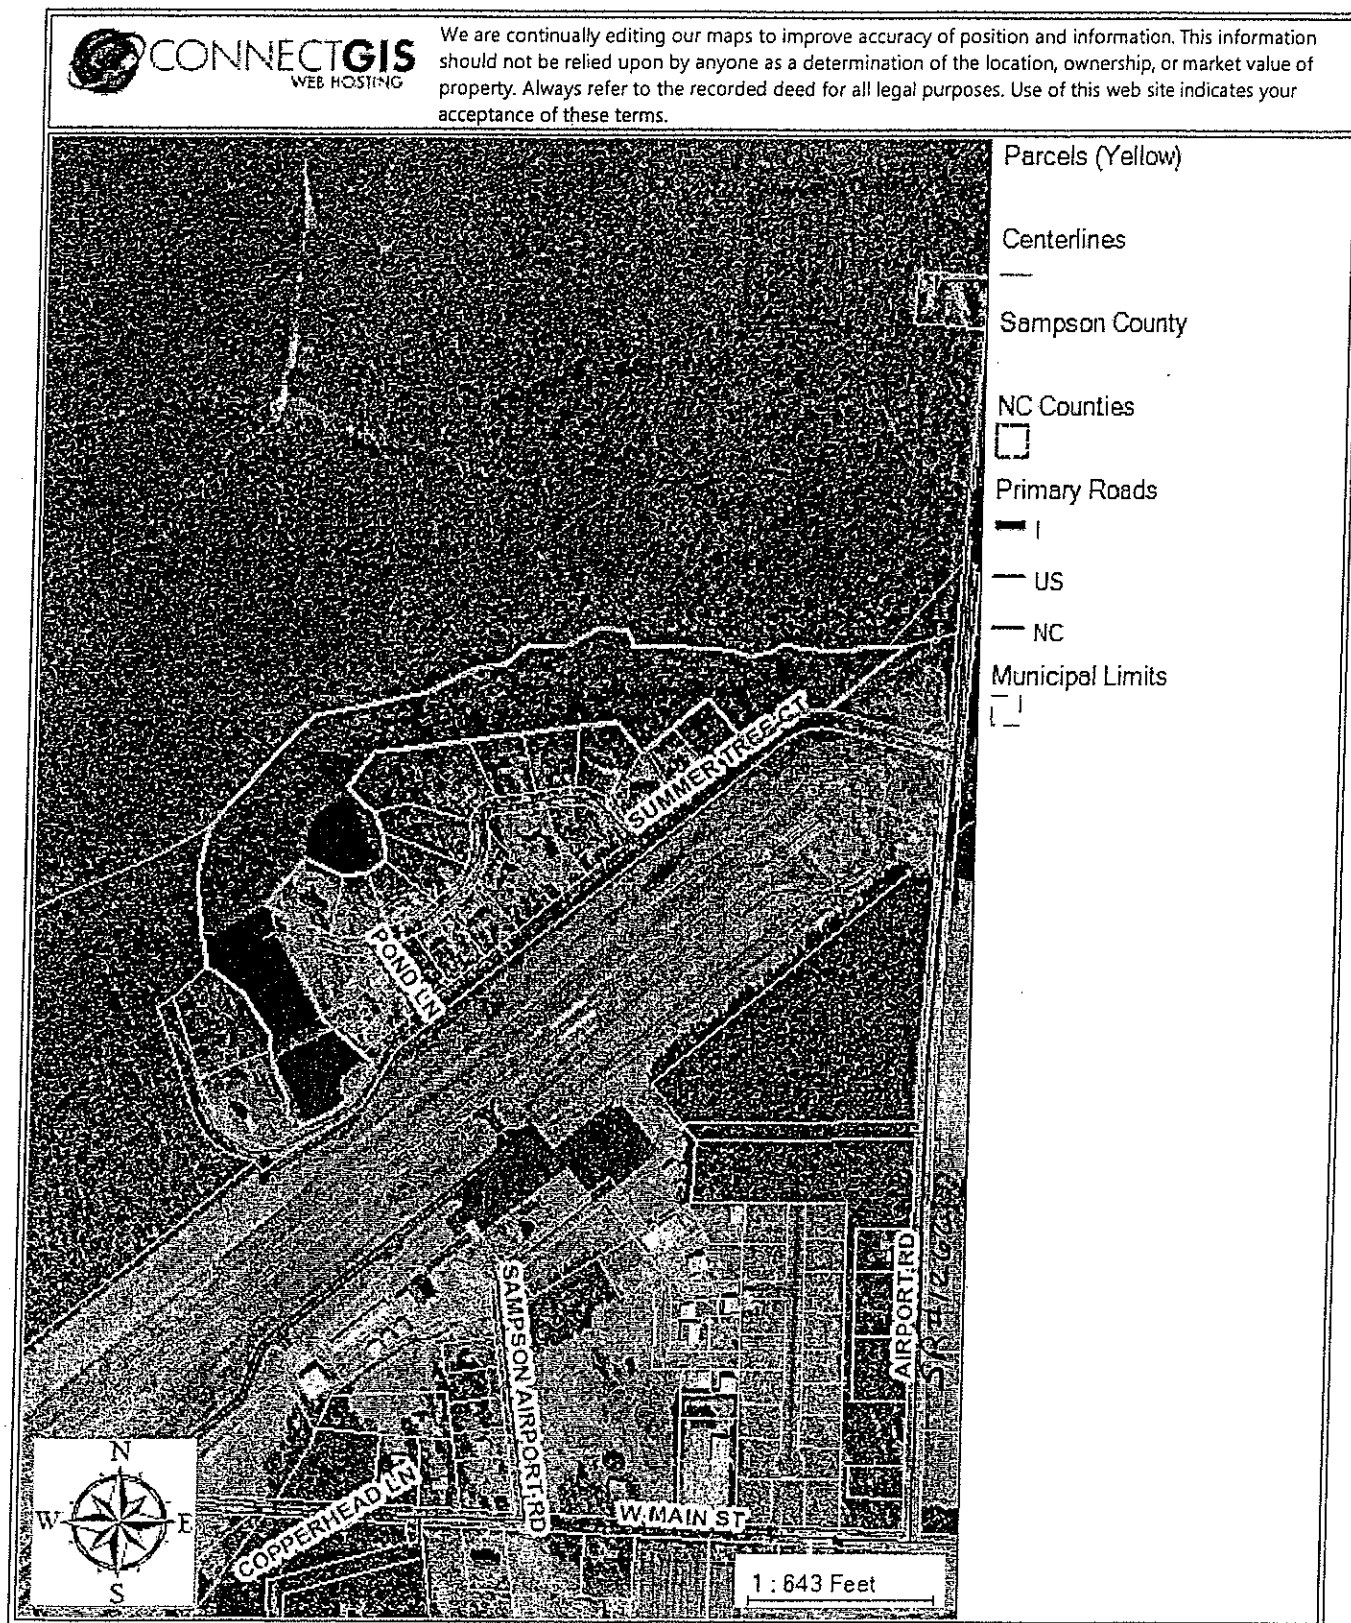 CONNECTGIS
WEB HOSTING
We are continually editing our maps to improve accuracy of position and information. This information
should not be relied upon by anyone as a determination of the location, ownership, or market value of
property. Always refer to the recorded deed for all legal purposes. Use of this web site indicates your
acceptance of these terms.
Parcels (Yellow)
Centerlines
Sampson County
NC Counties
Primary Roads
I
US
NC
Municipal Limits
SUMMER TREE CT
POND LN
SAMPSON AIRPORT RD
AIRPORT RD
COPPERHEAD LN
W MAIN ST
N
W
E
S
1 : 643 Feet